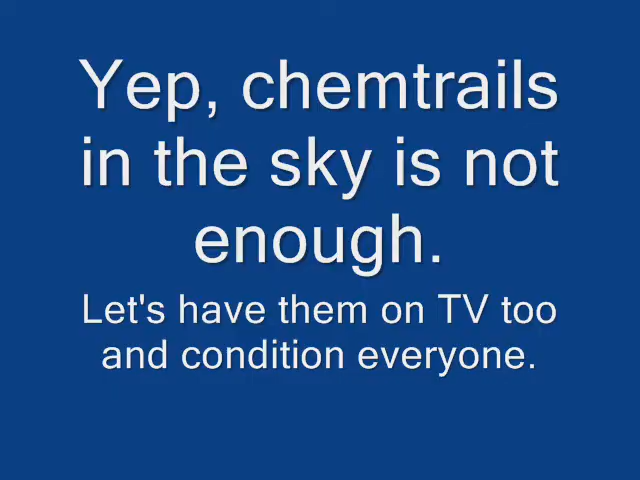 Yep, chemtrails
in the sky is not
enough.
Let's have them on TV too
and condition everyone.